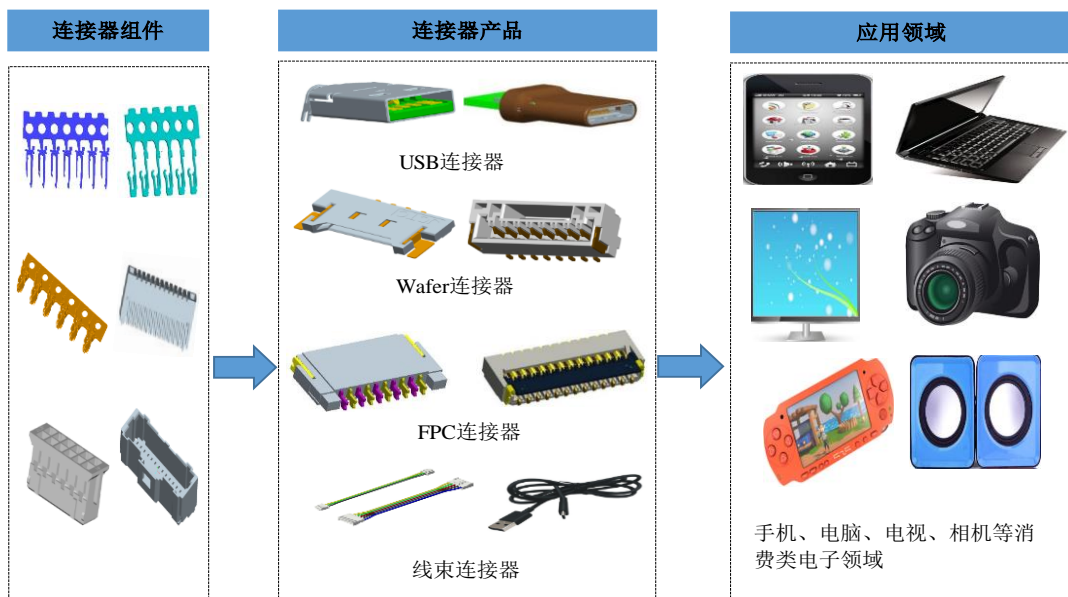 连接器组件
连接器产品
应用领域
USB连接器
Wafer连接器
FPC连接器
线束连接器
手机、电脑、电视、相机等消
费类电子领域